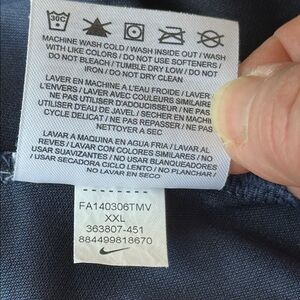 30C
MACHINE WASH COLD / WASH INSIDE OUT / WASH
WITH LIKE COLORS / DO NOT USE SOFTENERS /
DO NOT BLEACH / TUMBLE DRY LOW / DO NOT
IRON / DO NOT DRY CLEAN
LAVER EN MACHINE A L'EAU FROIDE / LAVER
L'ENVERS / LAVER AVEC COULEURS SIMILAIRE
NE PAS UTILISER D'ADOUCISSEUR / NE PAS
UTILISER D'EAU DE JAVEL / SECHER EN MACHI
CYCLE DELICAT / NE PAS REPASSER / NE PAS
NETTOYER A SEC
LAVAR A MAQUINA EN AGUA FRIA / LAVAR AL
REVES / LAVAR CON COLORES SIMILARES / NO
USAR SUAVIZANTES / NO USAR BLANQUEADORES
USAR SECADORA CICLO LENTO / NO PLANCHAR /
NO LAVAR EN SECO
FA140306TMV
XXL
363807-451
884499818670